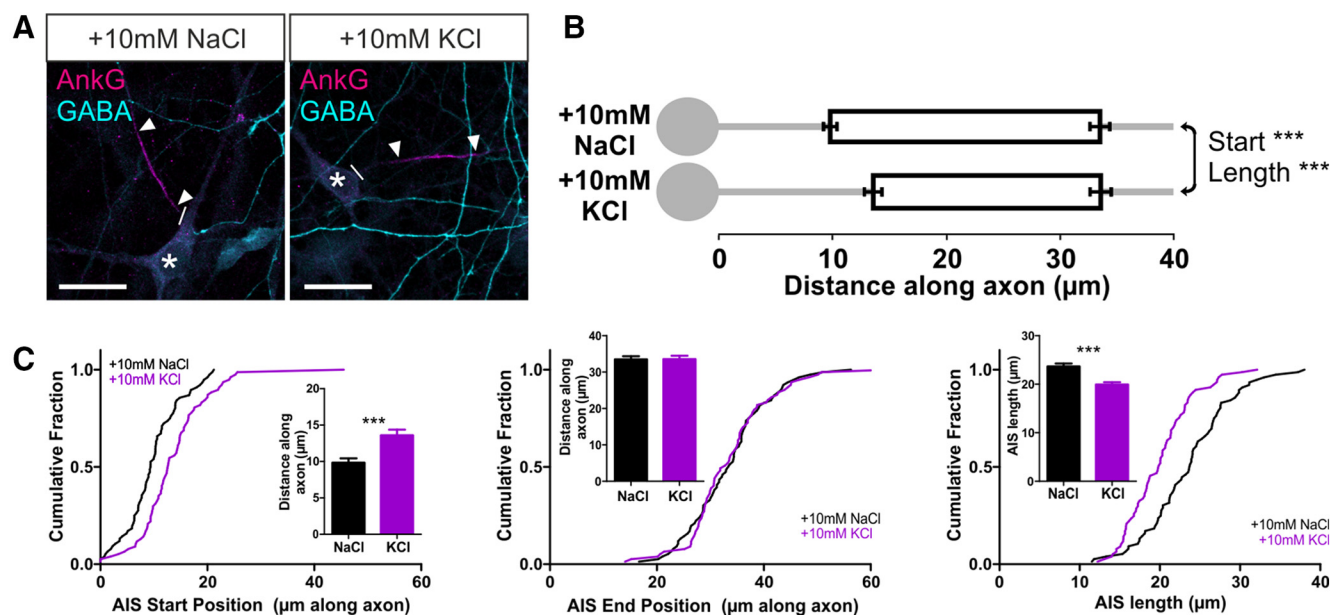 A
+10mM NaCl
+10mM KCl
AnkG
GABA
AnkG
GABA
*
*
B
+10mM
NaCl
+10mM
KCl
Start ***
Length ***
0 10 20 30 40
Distance along axon (µm)
C
Cumulative Fraction
1.0
0.5
0.0
+10mM NaCl
+10mM KCl
Distance along
axon (µm)
20
15
10
5
0
***
NaCl KCl
0 20 40 60
AIS Start Position (µm along axon)
Cumulative Fraction
1.0
0.5
0.0
Distance along
axon (µm)
40
30
20
10
0
NaCl KCl
+10mM NaCl
+10mM KCl
0 20 40 60
AIS End Position (µm along axon)
Cumulative Fraction
1.0
0.5
0.0
AIS length (µm)
30
20
10
0
***
NaCl KCl
+10mM NaCl
+10mM KCl
0 10 20 30 40
AIS length (µm)